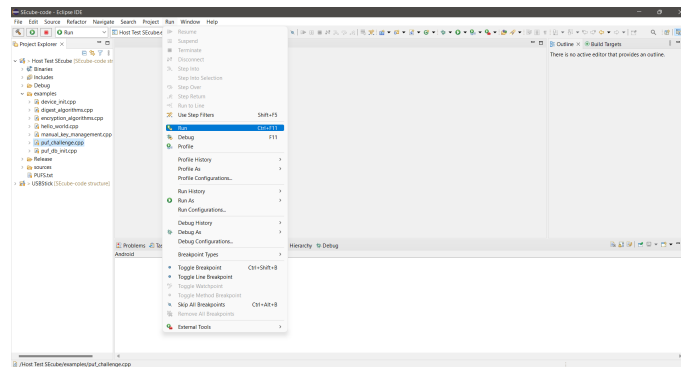 SEcube-code - Eclipse IDE
File Edit Source Refactor Navigate Search Project Run Window Help
Run
Host Test SEcube.e
Project Explorer
Host Test SEcube [SEcube-code str
Binaries
Includes
Debug
examples
device_init.cpp
digest_algorithms.cpp
encryption_algorithms.cpp
hello_world.cpp
manual_key_management.cpp
puf_challenge.cpp
puf_db_init.cpp
Release
sources
PUFS.txt
> USBStick [SEcube-code structure]
Resume
Suspend
Terminate
Disconnect
Step Into
Step Into Selection
Step Over
Step Return
Run to Line
Use Step Filters Shift+F5
Run Ctrl+F11
Debug F11
Profile
Profile History
Profile As
Profile Configurations...
Run History
Run As
Run Configurations...
Debug History
Debug As
Debug Configurations...
Breakpoint Types
Toggle Breakpoint Ctrl+Shift+B
Toggle Line Breakpoint
Toggle Watchpoint
Toggle Method Breakpoint
Skip All Breakpoints Ctrl+Alt+B
Remove All Breakpoints
External Tools
Outline Build Targets
There is no active editor that provides an outline.
Problems Tas
Hierarchy Debug
Android
/Host Test SEcube/examples/puf_challenge.cpp